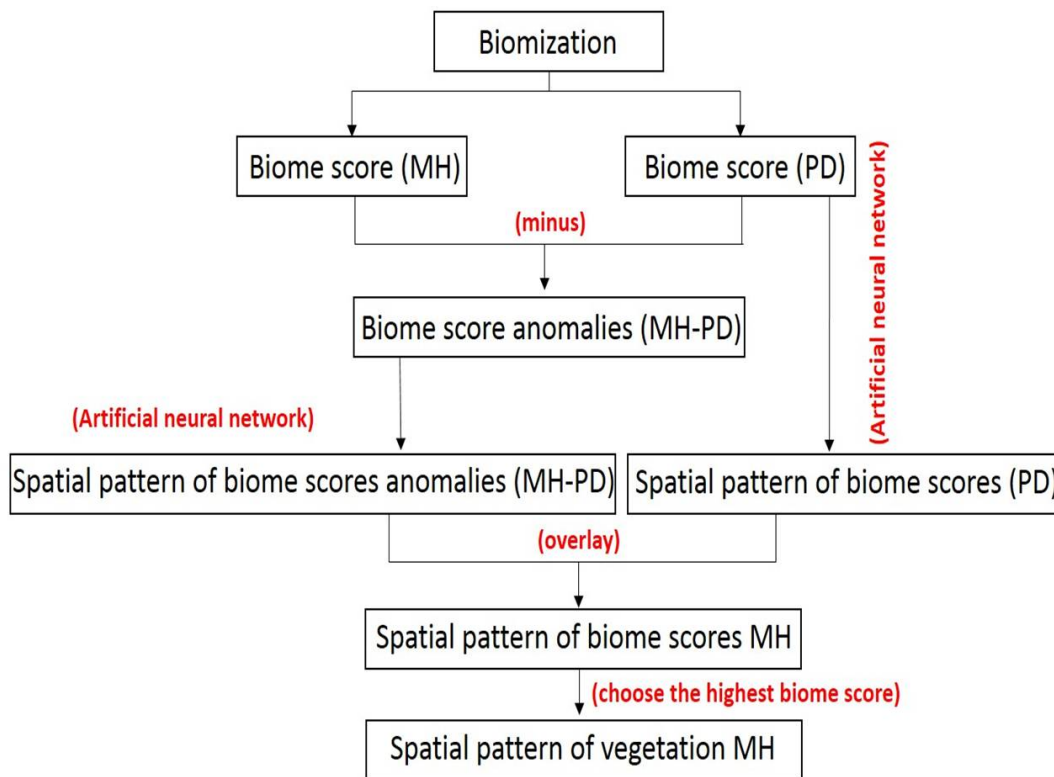 Biomization
Biome score (MH)
Biome score (PD)
(minus)
(Artificial neural network)
Biome score anomalies (MH-PD)
(Artificial neural network)
Spatial pattern of biome scores anomalies (MH-PD)
Spatial pattern of biome scores (PD)
(overlay)
Spatial pattern of biome scores MH
(choose the highest biome score)
Spatial pattern of vegetation MH